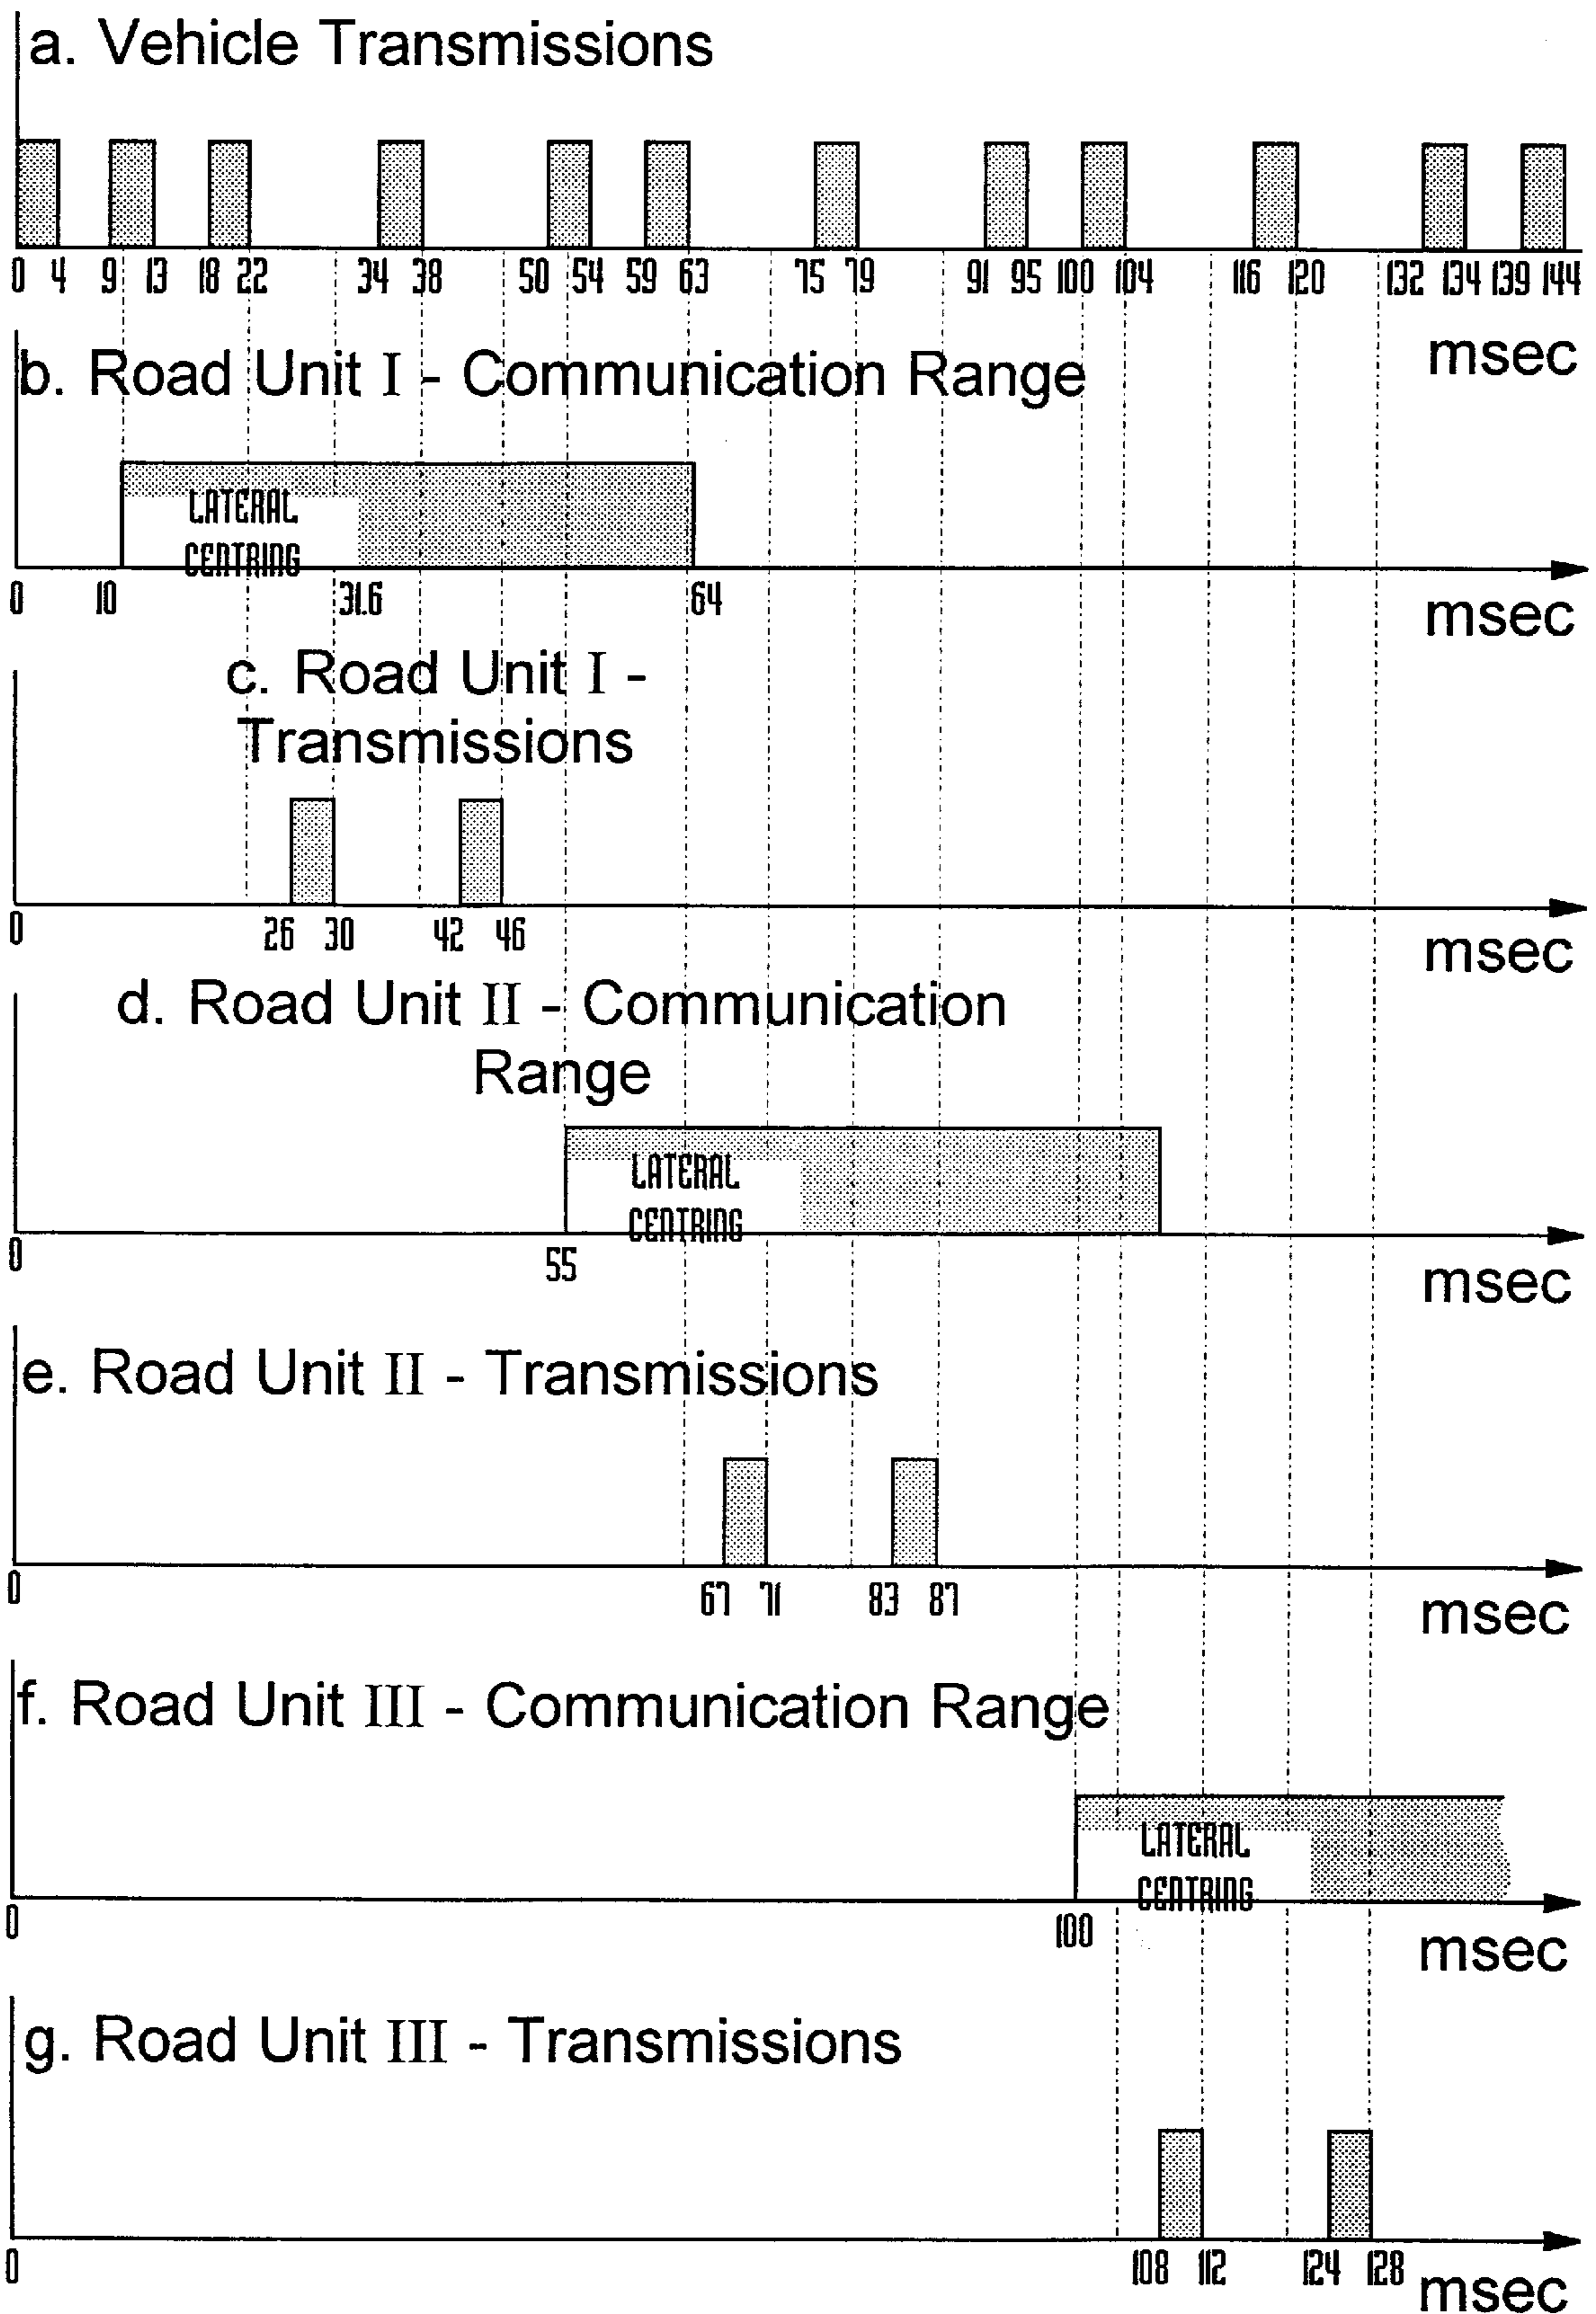 a. Vehicle Transmissions
0 4 9 13 18 22 34 38 50 54 59 63 75 79 91 95 100 104 116 120 132 134 139 144
msec
b. Road Unit I - Communication Range
LATERAL
CENTRING
0 10 31.6 64
msec
c. Road Unit I -
Transmissions
0 26 30 42 46
msec
d. Road Unit II - Communication
Range
LATERAL
CENTRING
0 55
msec
e. Road Unit II - Transmissions
0 67 71 83 87
msec
f. Road Unit III - Communication Range
LATERAL
CENTRING
0 100
msec
g. Road Unit III - Transmissions
0 108 112 124 128
msec